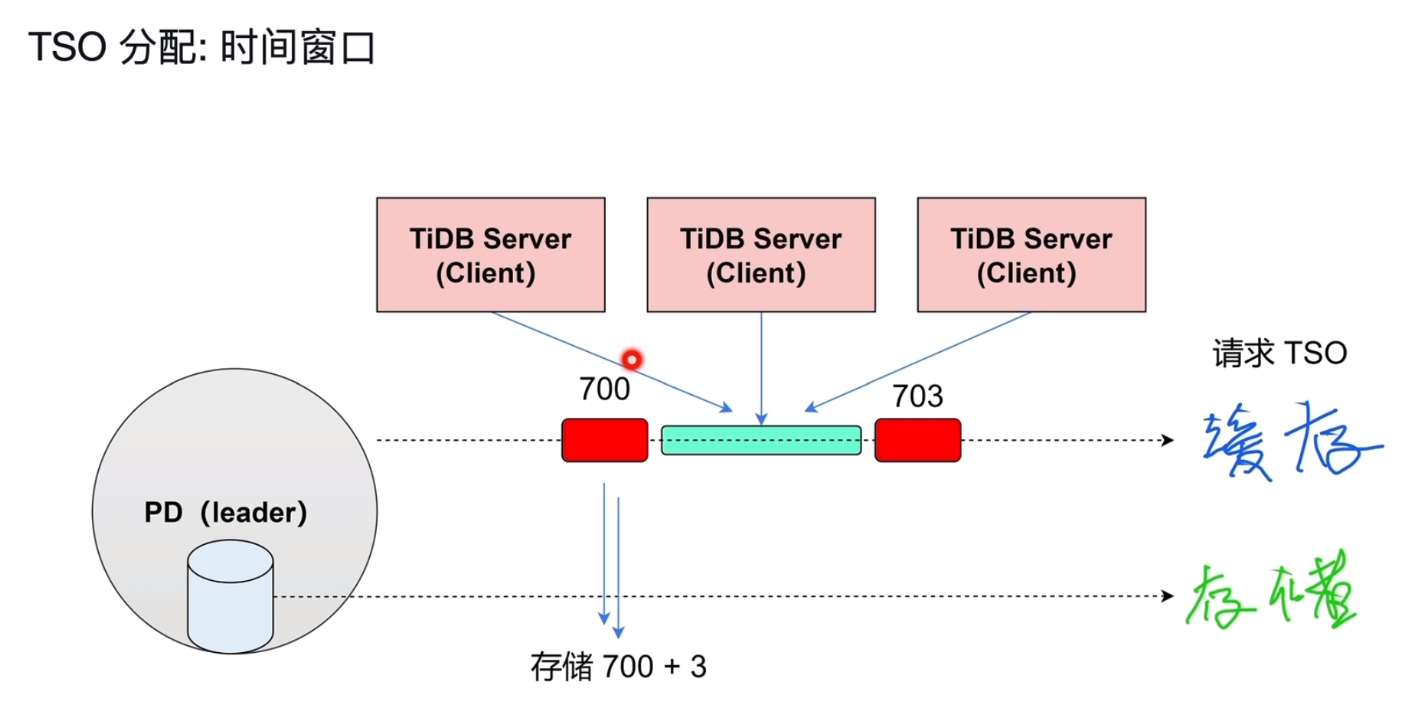 TSO 分配: 时间窗口
TiDB Server
(Client)
TiDB Server
(Client)
TiDB Server
(Client)
请求 TSO
700
703
缓存
PD（leader）
存储
存储 700 + 3